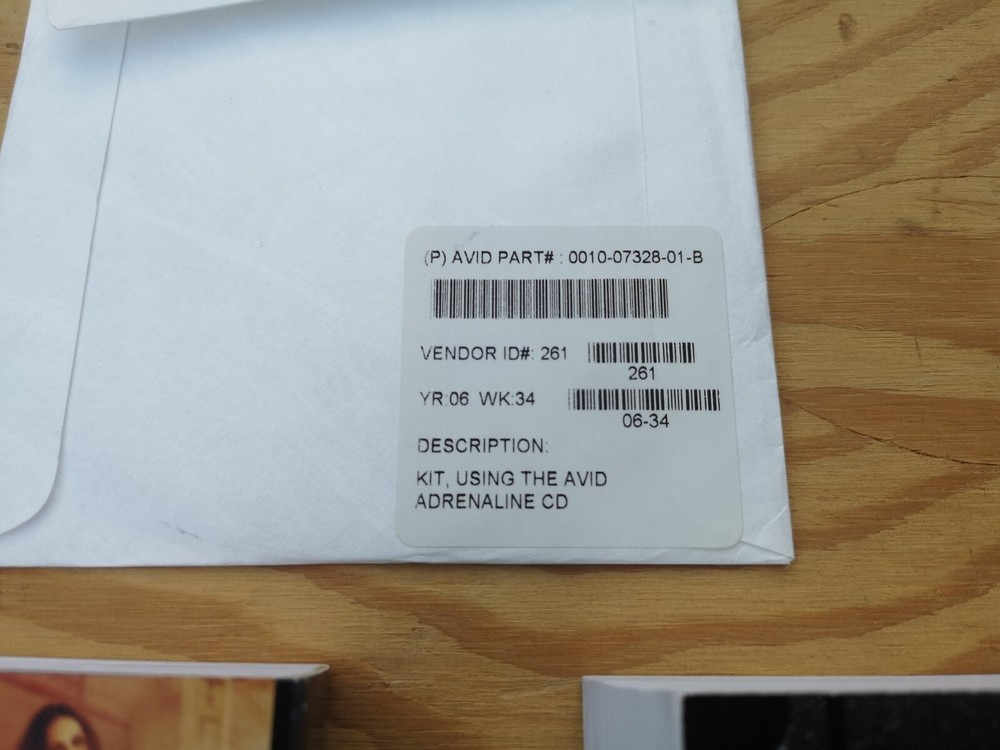 (P) AVID PART# : 0010-07328-01-B
VENDOR ID#: 261
261
YR:06 WK:34
06-34
DESCRIPTION:
KIT, USING THE AVID
ADRENALINE CD